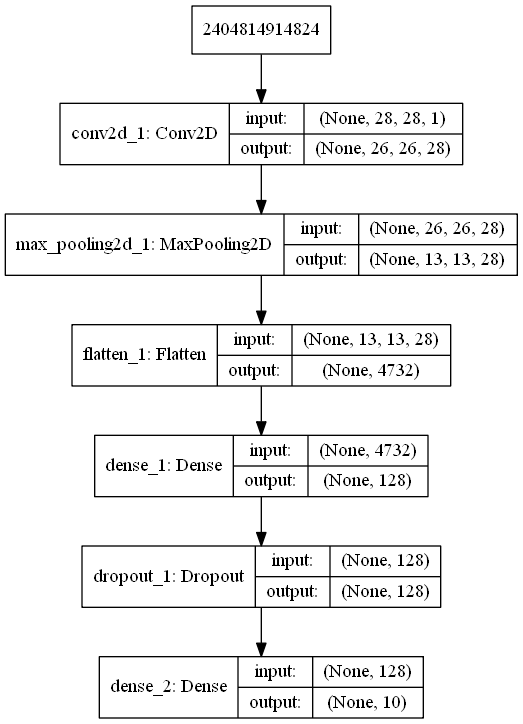 2404814914824
conv2d_1: Conv2D
input:
(None, 28, 28, 1)
output:
(None, 26, 26, 28)
max_pooling2d_1: MaxPooling2D
input:
(None, 26, 26, 28)
output:
(None, 13, 13, 28)
flatten_1: Flatten
input:
(None, 13, 13, 28)
output:
(None, 4732)
dense_1: Dense
input:
(None, 4732)
output:
(None, 128)
dropout_1: Dropout
input:
(None, 128)
output:
(None, 128)
dense_2: Dense
input:
(None, 128)
output:
(None, 10)